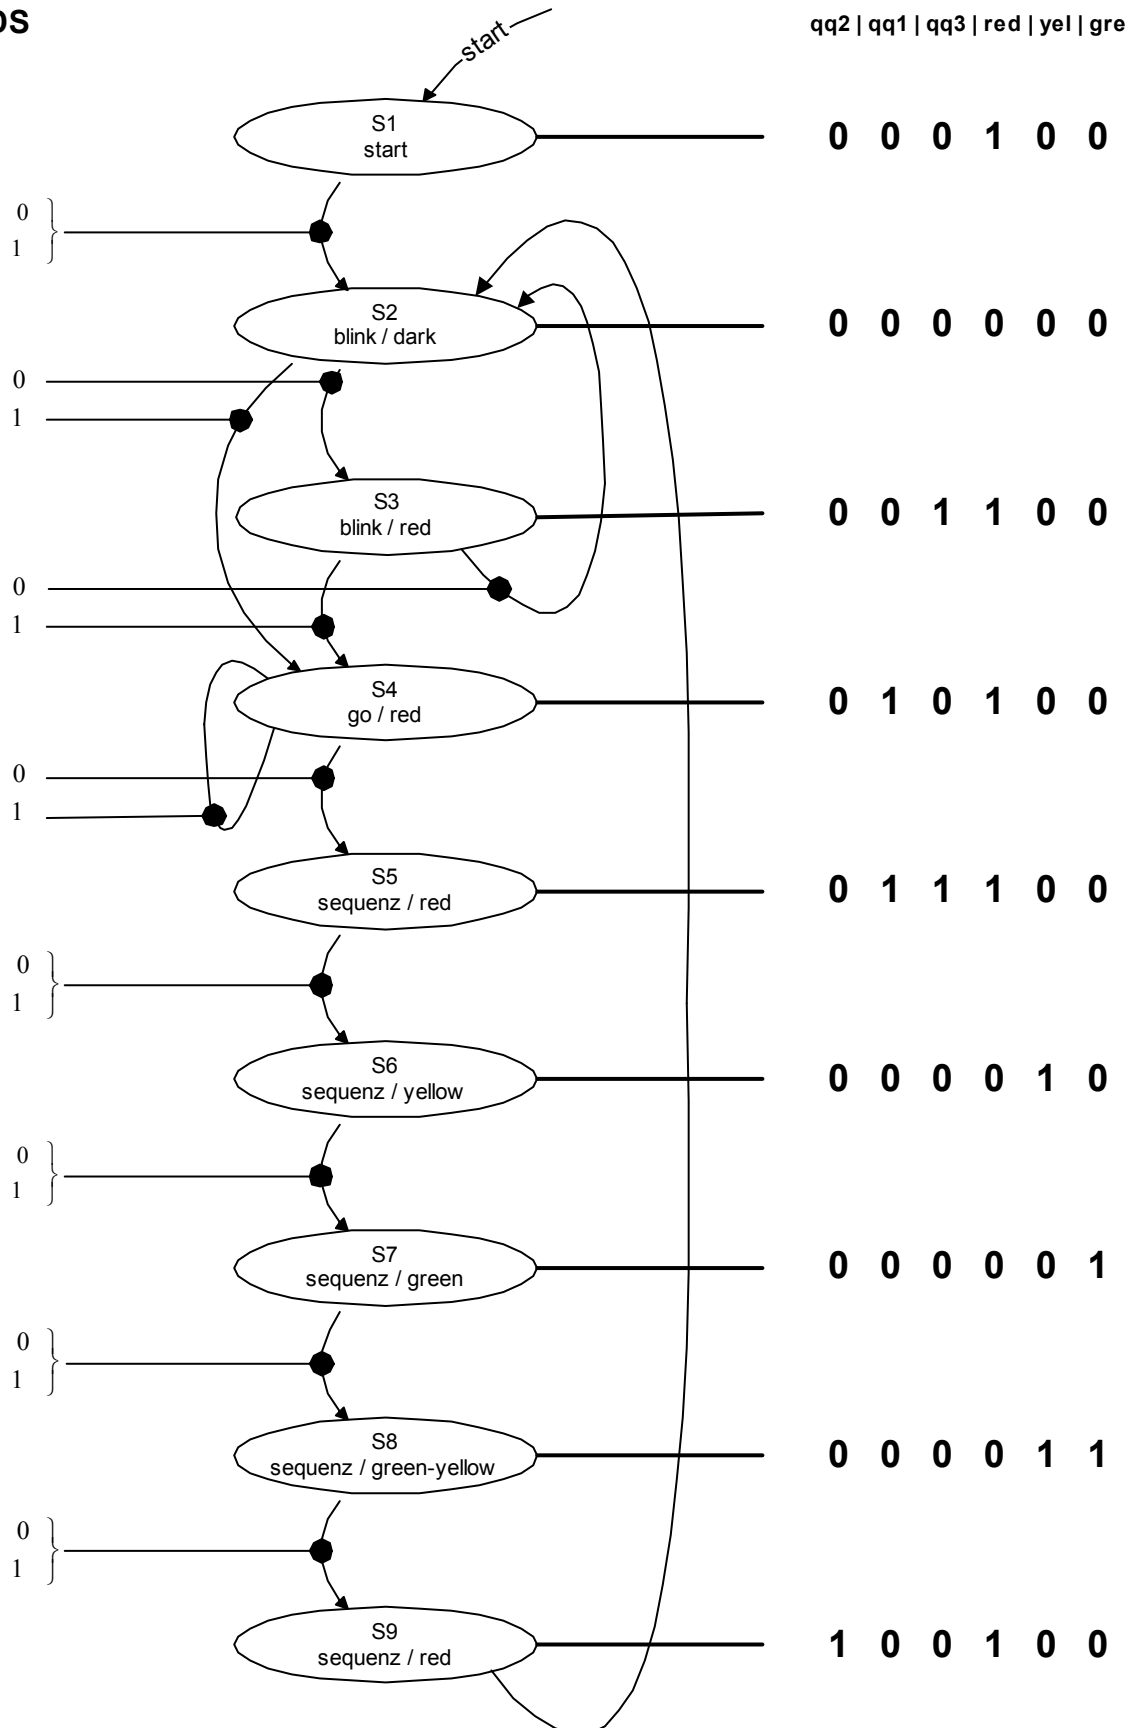 DS
qq2 | qq1 | qq3 | red | yel | gre
start
S1
start
0 0 0 1 0 0
0
1
S2
blink / dark
0 0 0 0 0 0
0
1
S3
blink / red
0 0 1 1 0 0
0
1
S4
go / red
0 1 0 1 0 0
0
1
S5
sequenz / red
0 1 1 1 0 0
0
1
S6
sequenz / yellow
0 0 0 0 1 0
0
1
S7
sequenz / green
0 0 0 0 0 1
0
1
S8
sequenz / green-yellow
0 0 0 0 1 1
0
1
S9
sequenz / red
1 0 0 1 0 0